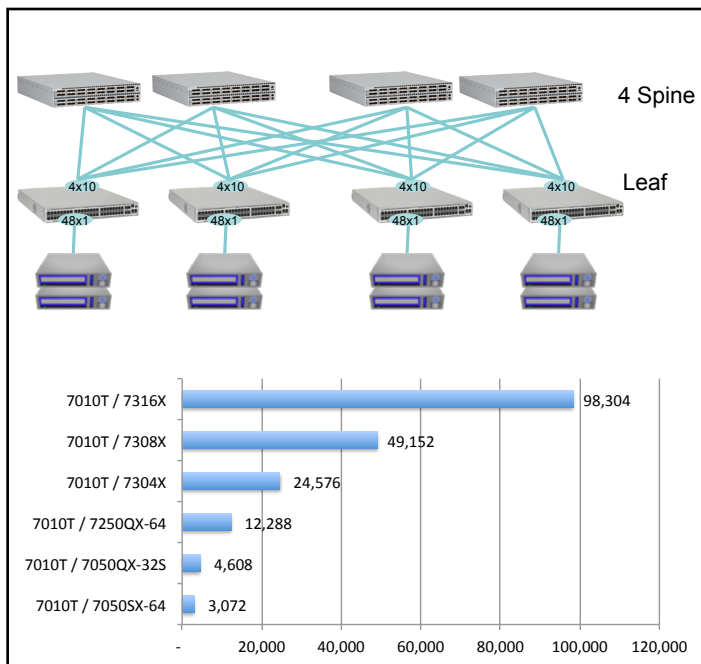 4 Spine
4x10 4x10 4x10 4x10
Leaf
48x1 48x1 48x1 48x1
7010T / 7316X 98,304
7010T / 7308X 49,152
7010T / 7304X 24,576
7010T / 7250QX-64 12,288
7010T / 7050QX-32S 4,608
7010T / 7050SX-64 3,072
- 20,000 40,000 60,000 80,000 100,000 120,000